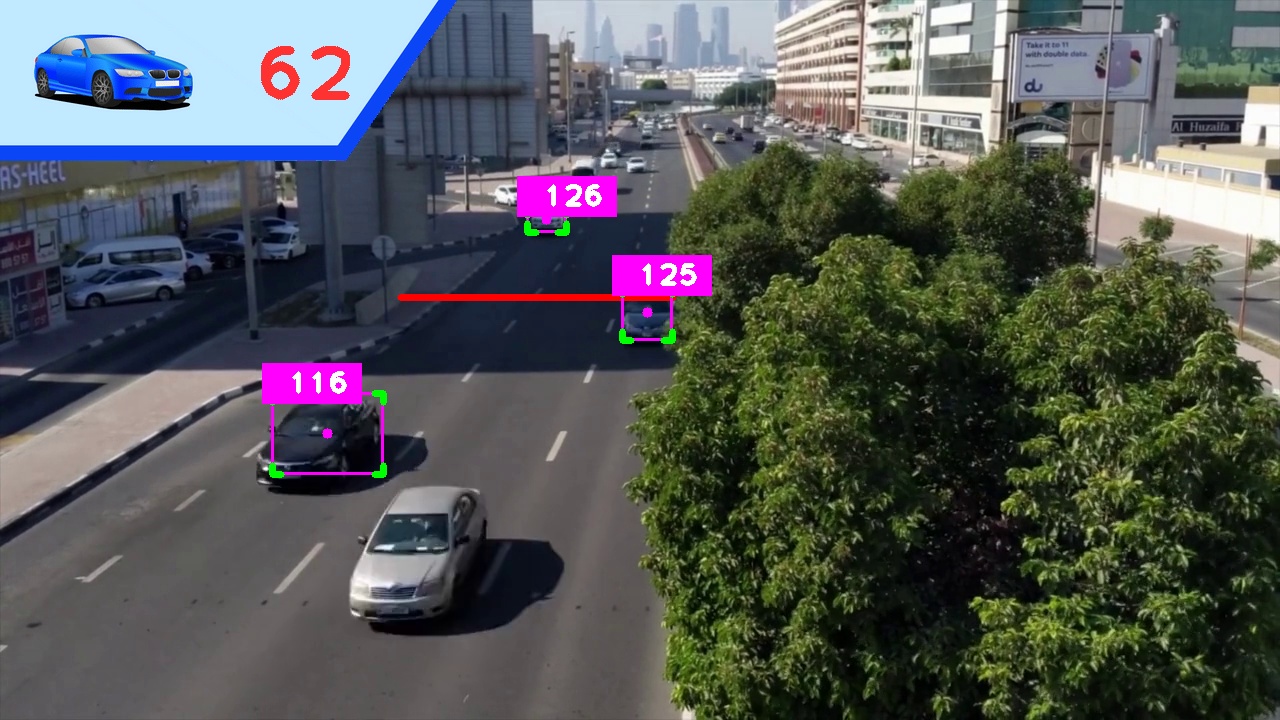 62
AS-HEEL
126
125
116
Take it to 11
with double data.
du
Al Huzaifa